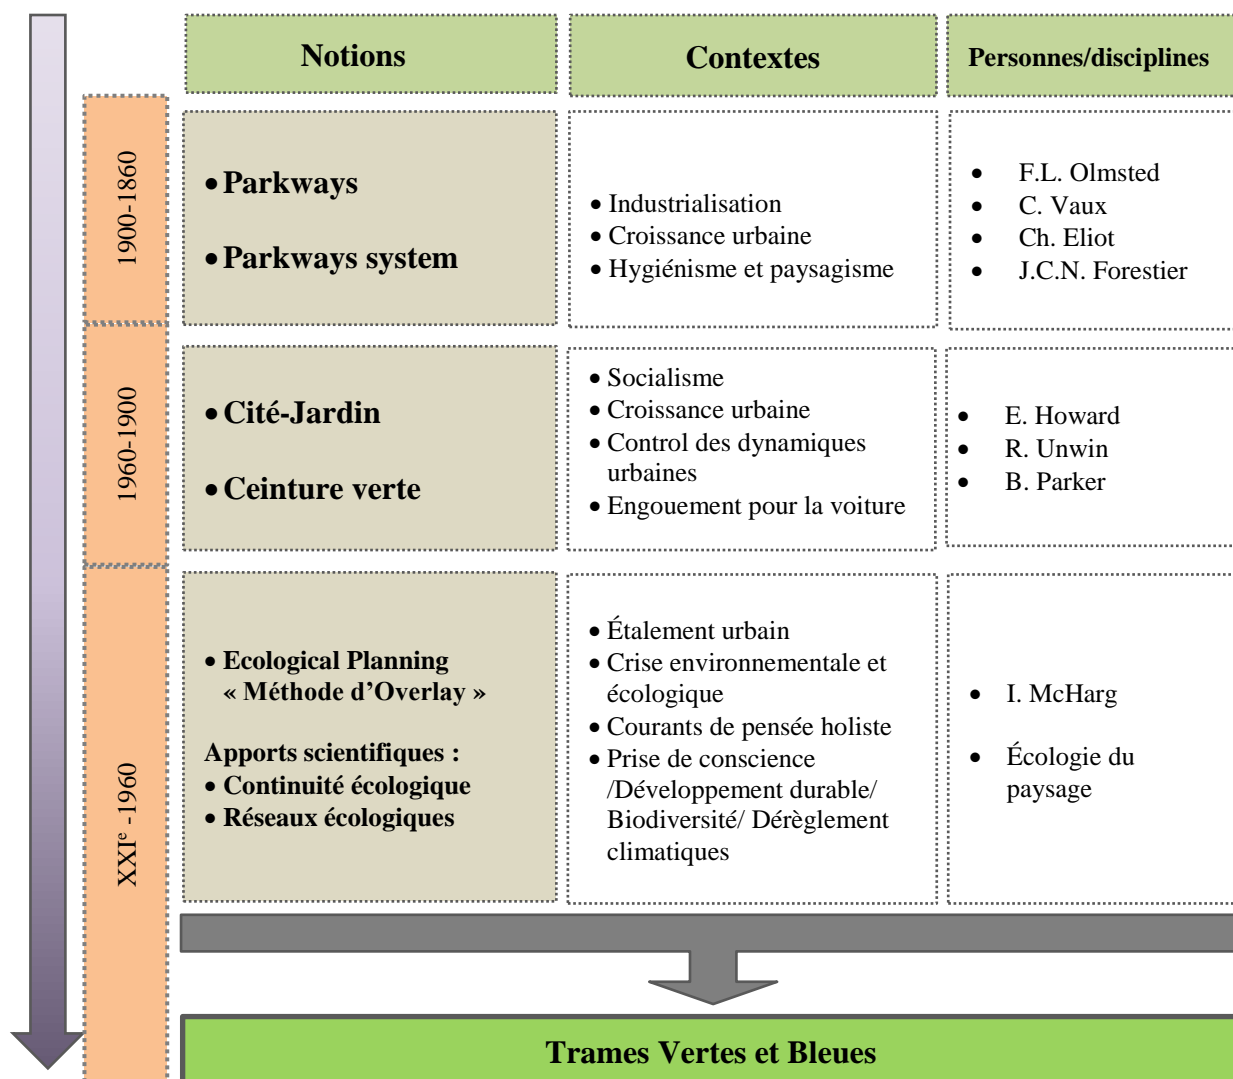 Notions
Contextes
Personnes/disciplines
1900-1860
• Parkways
• Parkways system
• Industrialisation
• Croissance urbaine
• Hygiénisme et paysagisme
• F.L. Olmsted
• C. Vaux
• Ch. Eliot
• J.C.N. Forestier
1960-1900
• Cité-Jardin
• Ceinture verte
• Socialisme
• Croissance urbaine
• Control des dynamiques
urbaines
• Engouement pour la voiture
• E. Howard
• R. Unwin
• B. Parker
XXIᵉ -1960
• Ecological Planning
« Méthode d’Overlay »
Apports scientifiques :
• Continuité écologique
• Réseaux écologiques
• Étalement urbain
• Crise environnementale et
écologique
• Courants de pensée holiste
• Prise de conscience
/Développement durable/
Biodiversité/ Dérèglement
climatiques
• I. McHarg
• Écologie du
paysage
Trames Vertes et Bleues